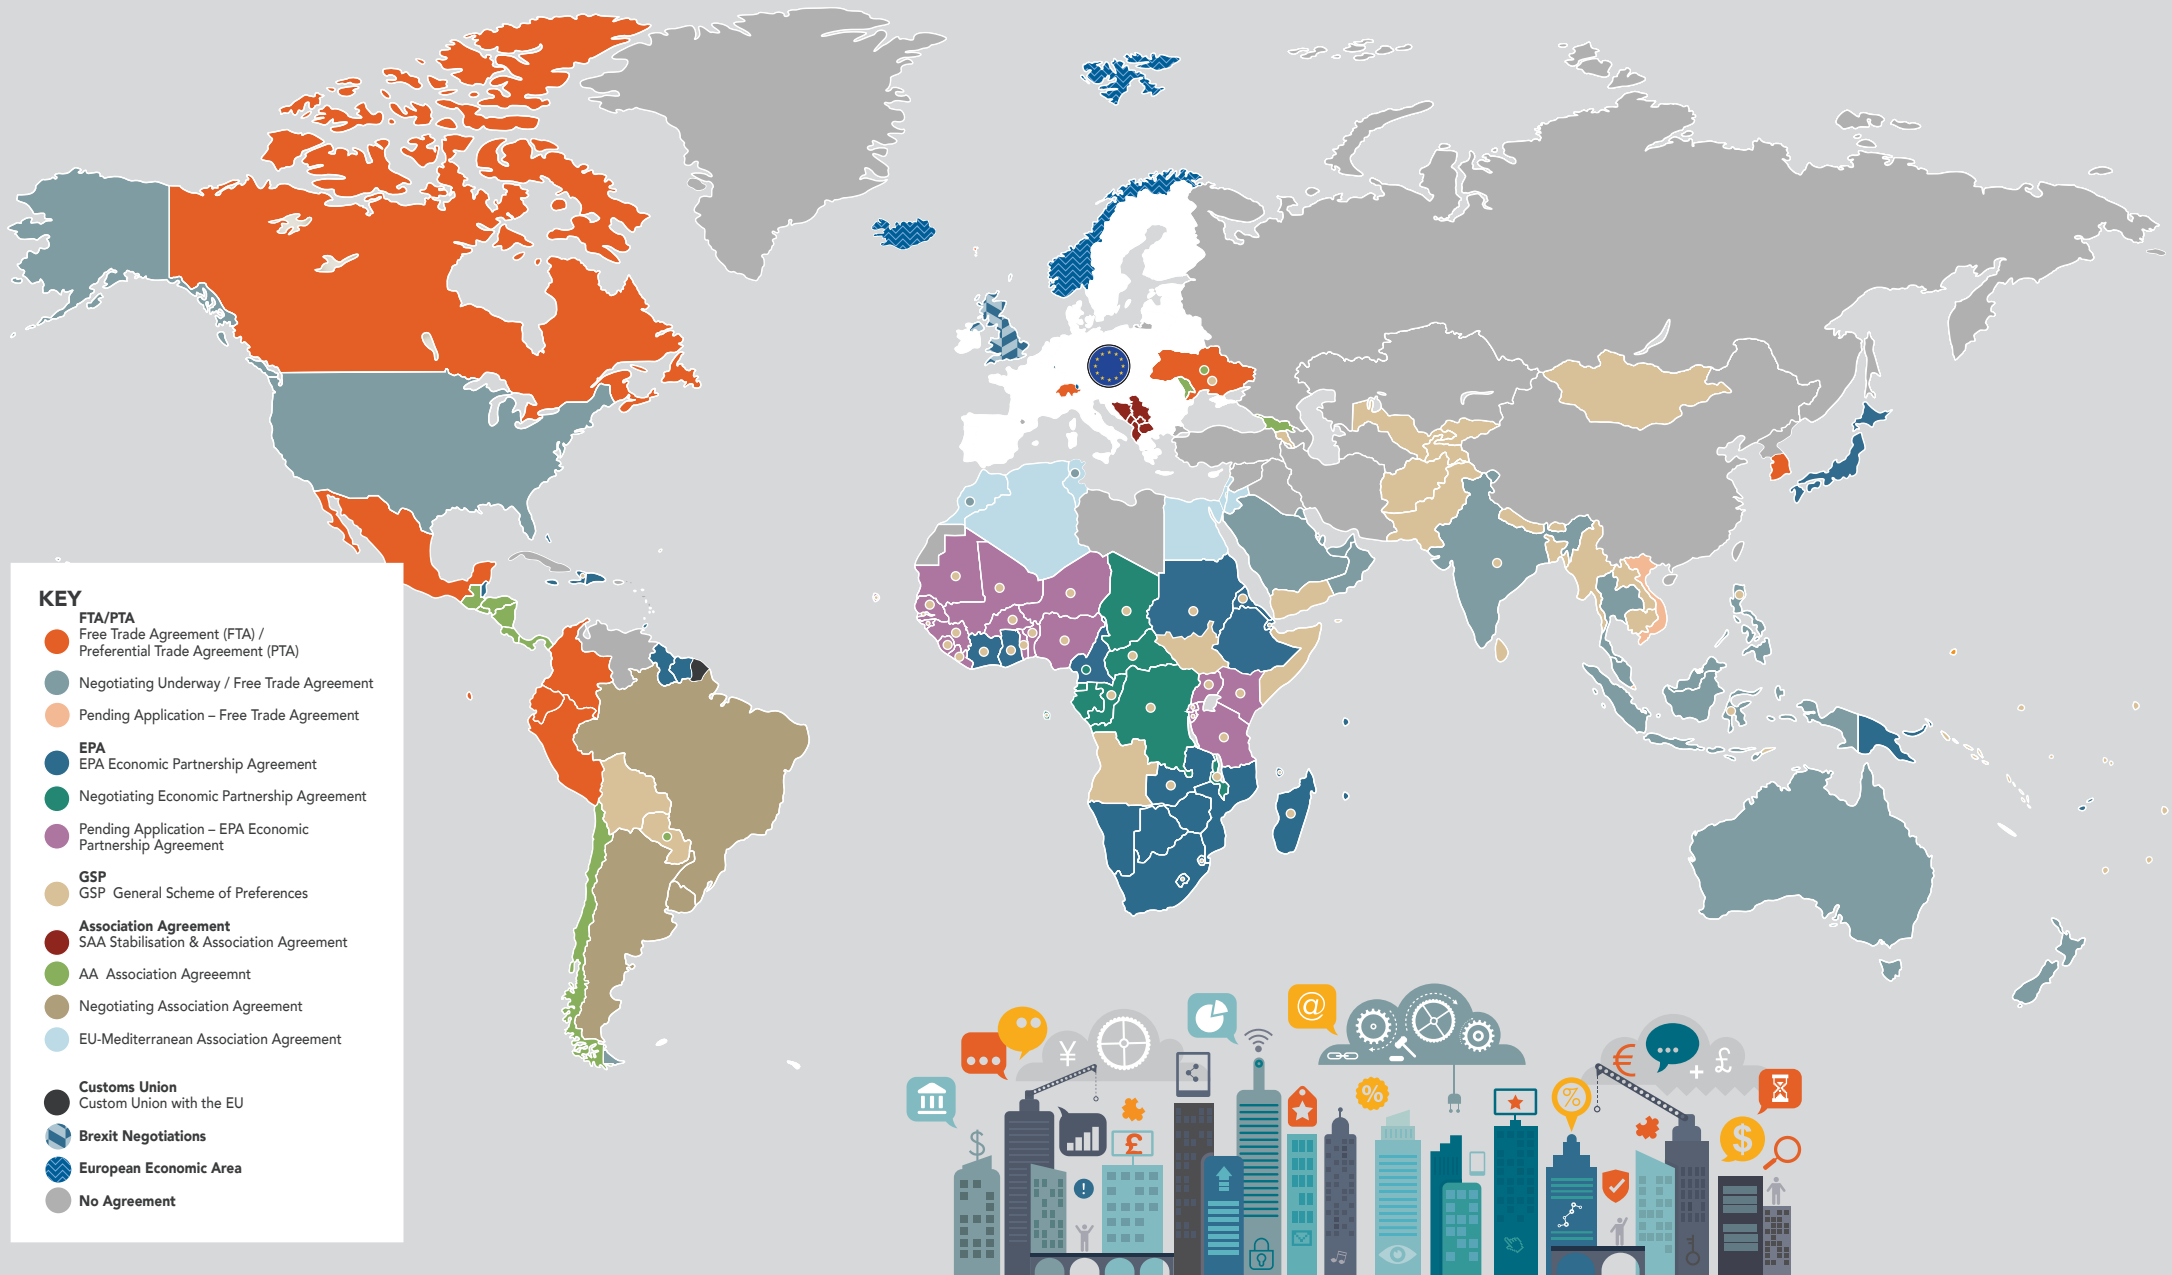 KEY
FTA/PTA
Free Trade Agreement (FTA) /
Preferential Trade Agreement (PTA)
Negotiating Underway / Free Trade Agreement
Pending Application – Free Trade Agreement
EPA
EPA Economic Partnership Agreement
Negotiating Economic Partnership Agreement
Pending Application – EPA Economic
Partnership Agreement
GSP
GSP General Scheme of Preferences
Association Agreement
SAA Stabilisation & Association Agreement
AA Association Agreeemnt
Negotiating Association Agreement
EU-Mediterranean Association Agreement
Customs Union
Custom Union with the EU
Brexit Negotiations
European Economic Area
No Agreement
@
¥
€
£
+
%
%
$
£
$
!